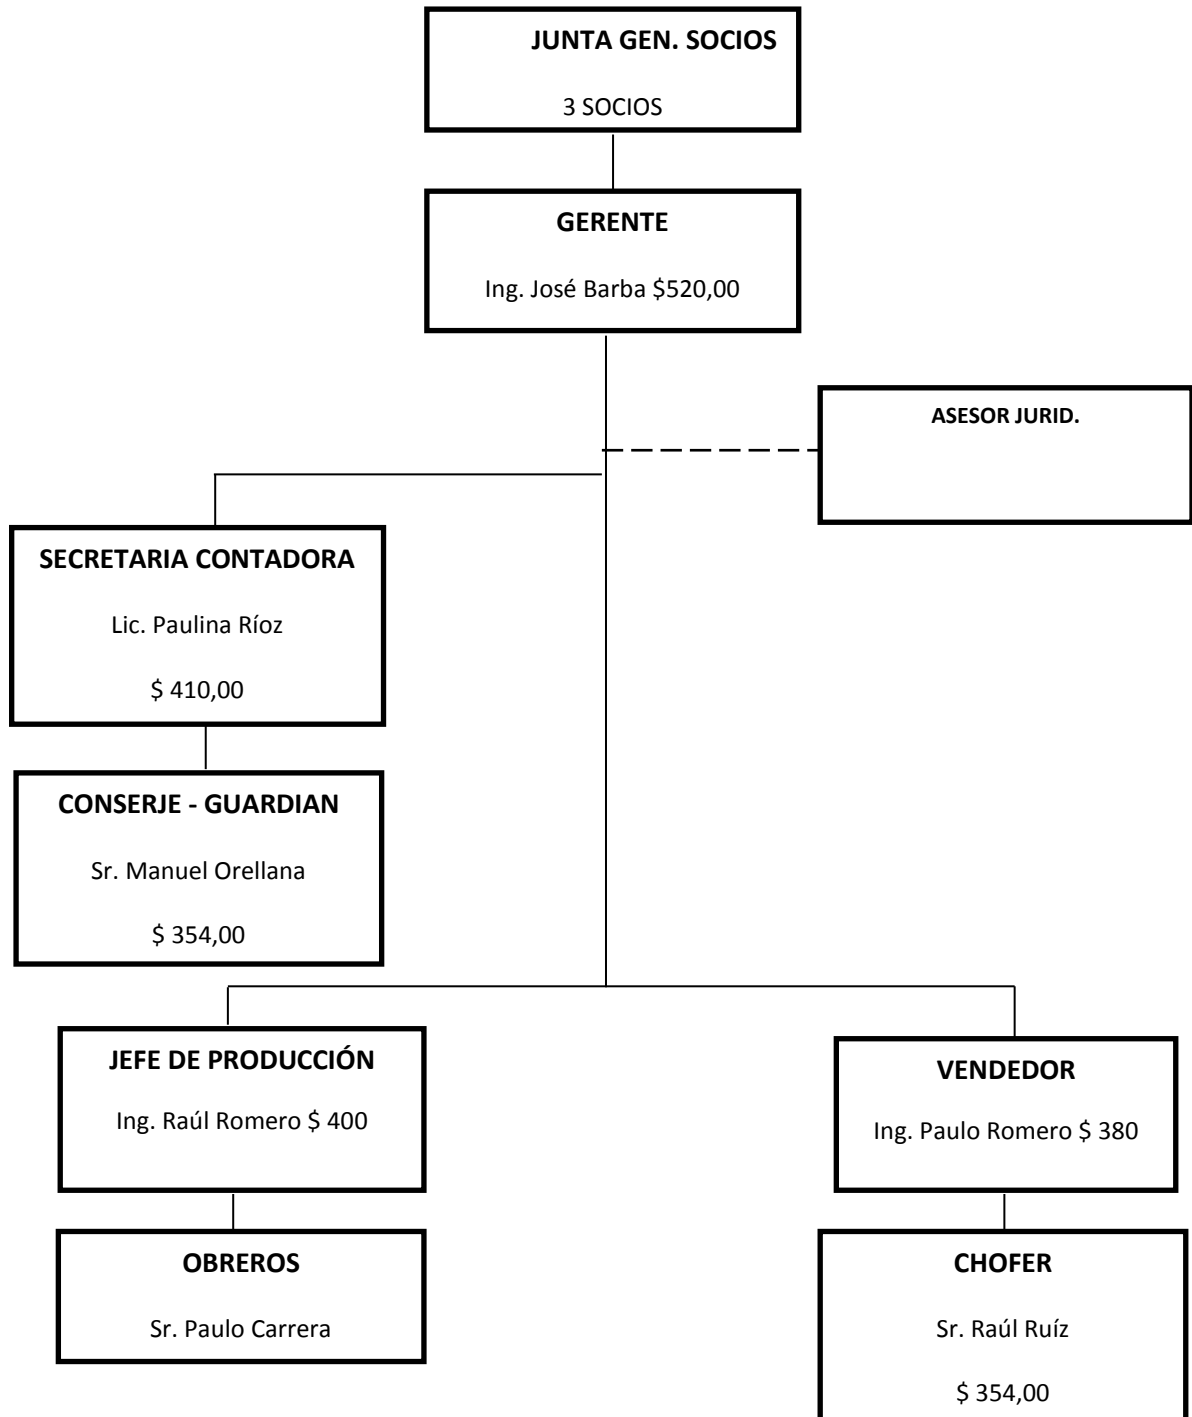 JUNTA GEN. SOCIOS
3 SOCIOS
GERENTE
Ing. José Barba $520,00
ASESOR JURID.
SECRETARIA CONTADORA
Lic. Paulina Ríoz
$ 410,00
CONSERJE - GUARDIAN
Sr. Manuel Orellana
$ 354,00
JEFE DE PRODUCCIÓN
Ing. Raúl Romero $ 400
VENDEDOR
Ing. Paulo Romero $ 380
OBREROS
Sr. Paulo Carrera
CHOFER
Sr. Raúl Ruíz
$ 354,00